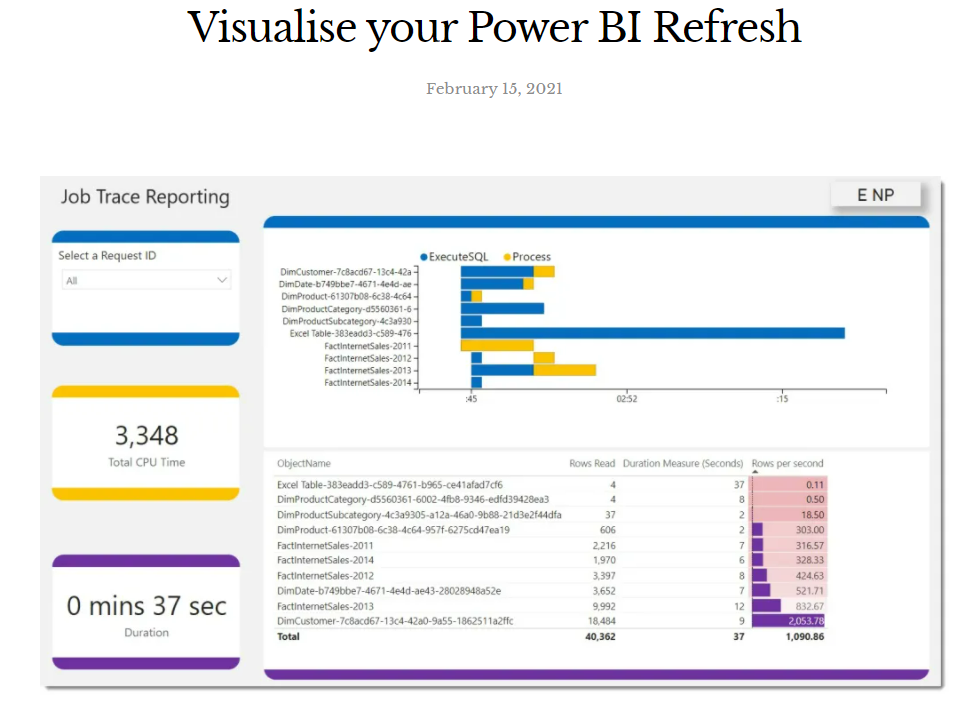 Visualise your Power BI Refresh
February 15, 2021
Job Trace Reporting
E NP
Select a Request ID
All
3,348
Total CPU Time
0 mins 37 sec
Duration
ExecuteSQL Process
DimCustomer-7c8acd67-13c4-42a
DimDate-b749bbe7-4671-4e4d-ae
DimProduct-61307b08-6c38-4c64
DimProductCategory-d5560361-6
DimProductSubcategory-4c3a930
Excel Table-383eadd3-c589-476
FactInternetSales-2011
FactInternetSales-2012
FactInternetSales-2013
FactInternetSales-2014
:45 02:52 :15
ObjectName Rows Read Duration Measure (Seconds) Rows per second
Excel Table-383eadd3-c589-4761-b965-ce41afad7cf6 4 37 0.11
DimProductCategory-d5560361-6002-4fb8-9346-edfd39428ea3 4 8 0.50
DimProductSubcategory-4c3a9305-a12a-46a0-9b88-21d3e2f44dfa 37 2 18.50
DimProduct-61307b08-6c38-4c64-957f-6275cd47ea19 606 2 303.00
FactInternetSales-2011 2,216 7 316.57
FactInternetSales-2014 1,970 6 328.33
FactInternetSales-2012 3,397 8 424.63
DimDate-b749bbe7-4671-4e4d-ae43-28028948a52e 3,652 7 521.71
FactInternetSales-2013 9,992 12 832.67
DimCustomer-7c8acd67-13c4-42a0-9a55-1862511a2ffc 18,484 9 2,053.78
Total 40,362 37 1,090.86